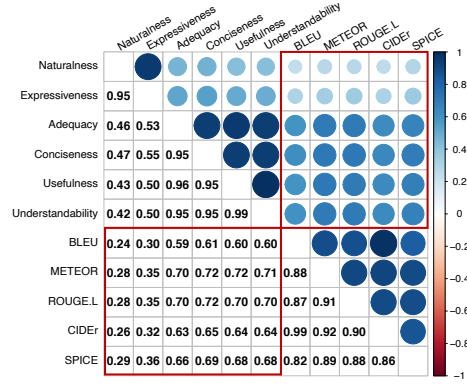 Naturalness Expressiveness Adequacy Conciseness Usefulness Understandability BLEU METEOR ROUGE.L CIDEr SPICE
Naturalness
Expressiveness 0.95
Adequacy 0.46 0.53
Conciseness 0.47 0.55 0.95
Usefulness 0.43 0.50 0.96 0.95
Understandability 0.42 0.50 0.95 0.95 0.99
BLEU 0.24 0.30 0.59 0.61 0.60 0.60
METEOR 0.28 0.35 0.70 0.72 0.72 0.71 0.88
ROUGE.L 0.28 0.35 0.70 0.72 0.70 0.70 0.87 0.91
CIDEr 0.26 0.32 0.63 0.65 0.64 0.64 0.99 0.92 0.90
SPICE 0.29 0.36 0.66 0.69 0.68 0.68 0.82 0.89 0.88 0.86
1
0.8
0.6
0.4
0.2
0
−0.2
−0.4
−0.6
−0.8
−1